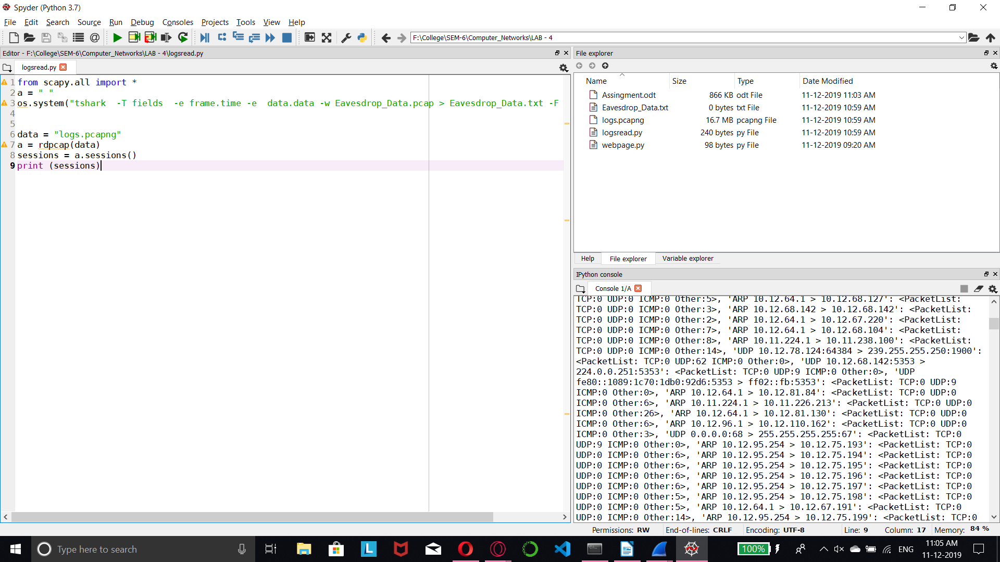 Spyder (Python 3.7)
File Edit Search Source Run Debug Consoles Projects Tools View Help
F:\College\SEM-6\Computer_Networks\LAB - 4
Editor - F:\College\SEM-6\Computer_Networks\LAB - 4\logsread.py
logsread.py
1 from scapy.all import *
2 a = " "
3 os.system("tshark  -T fields  -e frame.time -e  data.data -w Eavesdrop_Data.pcap > Eavesdrop_Data.txt -F
4
5
6 data = "logs.pcapng"
7 a = rdpcap(data)
8 sessions = a.sessions()
9 print (sessions)
File explorer
Name Size Type Date Modified
Assingment.odt 866 KB odt File 11-12-2019 11:03 AM
Eavesdrop_Data.txt 0 bytes txt File 11-12-2019 10:59 AM
logs.pcapng 16.7 MB pcapng File 11-12-2019 10:59 AM
logsread.py 240 bytes py File 11-12-2019 10:59 AM
webpage.py 98 bytes py File 11-12-2019 09:20 AM
Help File explorer Variable explorer
IPython console
Console 1/A
TCP:0 UDP:0 ICMP:0 Other:5>, 'ARP 10.12.64.1 > 10.12.68.127': <PacketList:
TCP:0 UDP:0 ICMP:0 Other:3>, 'ARP 10.12.68.142 > 10.12.68.142': <PacketList:
TCP:0 UDP:0 ICMP:0 Other:2>, 'ARP 10.12.64.1 > 10.12.67.220': <PacketList:
TCP:0 UDP:0 ICMP:0 Other:7>, 'ARP 10.12.64.1 > 10.12.68.104': <PacketList:
TCP:0 UDP:0 ICMP:0 Other:8>, 'ARP 10.11.224.1 > 10.11.238.100': <PacketList:
TCP:0 UDP:0 ICMP:0 Other:14>, 'UDP 10.12.78.124:64384 > 239.255.255.250:1900':
<PacketList: TCP:0 UDP:62 ICMP:0 Other:0>, 'UDP 10.12.68.142:5353 >
224.0.0.251:5353': <PacketList: TCP:0 UDP:9 ICMP:0 Other:0>, 'UDP
fe80::1089:1c70:1db0:92d6:5353 > ff02::fb:5353': <PacketList: TCP:0 UDP:9
ICMP:0 Other:0>, 'ARP 10.12.64.1 > 10.12.81.84': <PacketList: TCP:0 UDP:0
ICMP:0 Other:6>, 'ARP 10.11.224.1 > 10.11.226.213': <PacketList: TCP:0 UDP:0
ICMP:0 Other:26>, 'ARP 10.12.64.1 > 10.12.81.130': <PacketList: TCP:0 UDP:0
ICMP:0 Other:6>, 'ARP 10.12.96.1 > 10.12.110.162': <PacketList: TCP:0 UDP:0
ICMP:0 Other:3>, 'UDP 0.0.0.0:68 > 255.255.255.255:67': <PacketList: TCP:0
UDP:9 ICMP:0 Other:0>, 'ARP 10.12.95.254 > 10.12.75.193': <PacketList: TCP:0
UDP:0 ICMP:0 Other:6>, 'ARP 10.12.95.254 > 10.12.75.194': <PacketList: TCP:0
UDP:0 ICMP:0 Other:6>, 'ARP 10.12.95.254 > 10.12.75.195': <PacketList: TCP:0
UDP:0 ICMP:0 Other:6>, 'ARP 10.12.95.254 > 10.12.75.196': <PacketList: TCP:0
UDP:0 ICMP:0 Other:6>, 'ARP 10.12.95.254 > 10.12.75.197': <PacketList: TCP:0
UDP:0 ICMP:0 Other:5>, 'ARP 10.12.95.254 > 10.12.75.198': <PacketList: TCP:0
UDP:0 ICMP:0 Other:5>, 'ARP 10.12.64.1 > 10.12.67.191': <PacketList: TCP:0
UDP:0 ICMP:0 Other:14>, 'ARP 10.12.95.254 > 10.12.75.199': <PacketList: TCP:0
Permissions: RW End-of-lines: CRLF Encoding: UTF-8 Line: 9 Column: 17 Memory: 84 %
Type here to search
100% ENG 11:05 AM
11-12-2019